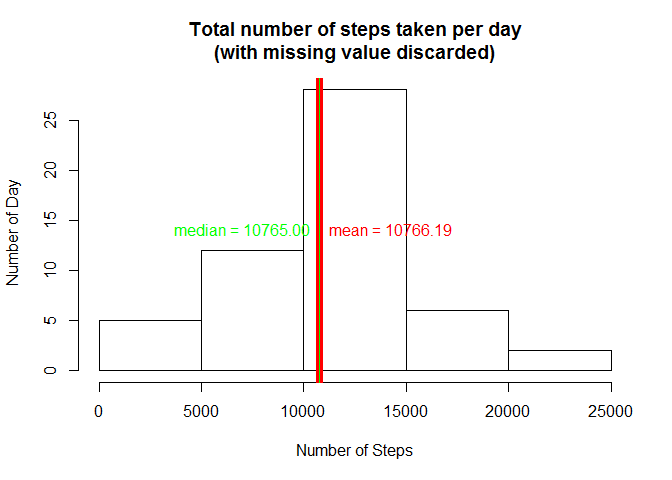 Total number of steps taken per day
(with missing value discarded)
Number of Day
25
20
15
10
5
0
median = 10765.00 mean = 10766.19
0 5000 10000 15000 20000 25000
Number of Steps